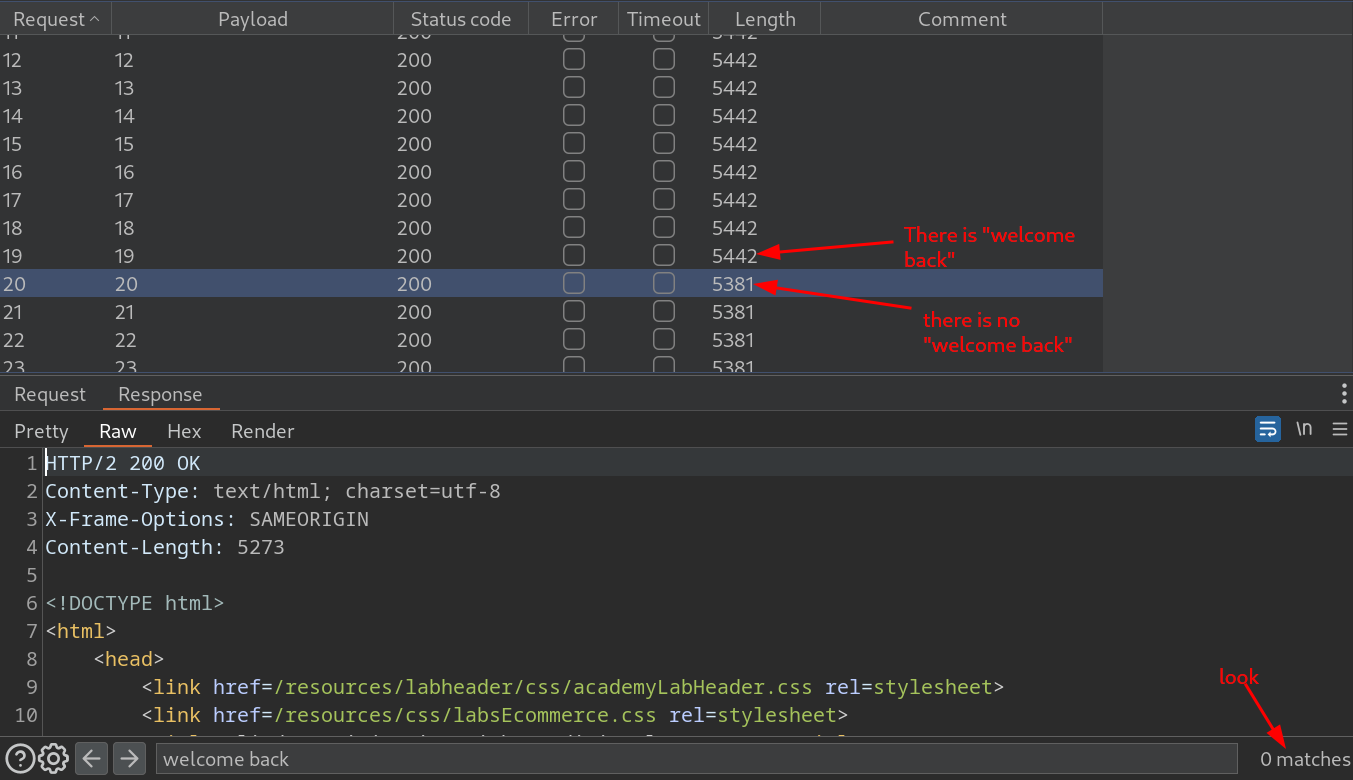 Request Payload Status code Error Timeout Length Comment
11 11 200 5442
12 12 200 5442
13 13 200 5442
14 14 200 5442
15 15 200 5442
16 16 200 5442
17 17 200 5442
18 18 200 5442
19 19 200 5442
There is "welcome
back"
20 20 200 5381
21 21 200 5381
there is no
"welcome back"
22 22 200 5381
23 23 200 5381
Request Response
Pretty Raw Hex Render \n
1 HTTP/2 200 OK
2 Content-Type: text/html; charset=utf-8
3 X-Frame-Options: SAMEORIGIN
4 Content-Length: 5273
5
6 <!DOCTYPE html>
7 <html>
8 <head>
9 <link href=/resources/labheader/css/academyLabHeader.css rel=stylesheet>
10 <link href=/resources/css/labsEcommerce.css rel=stylesheet>
look
welcome back 0 matches